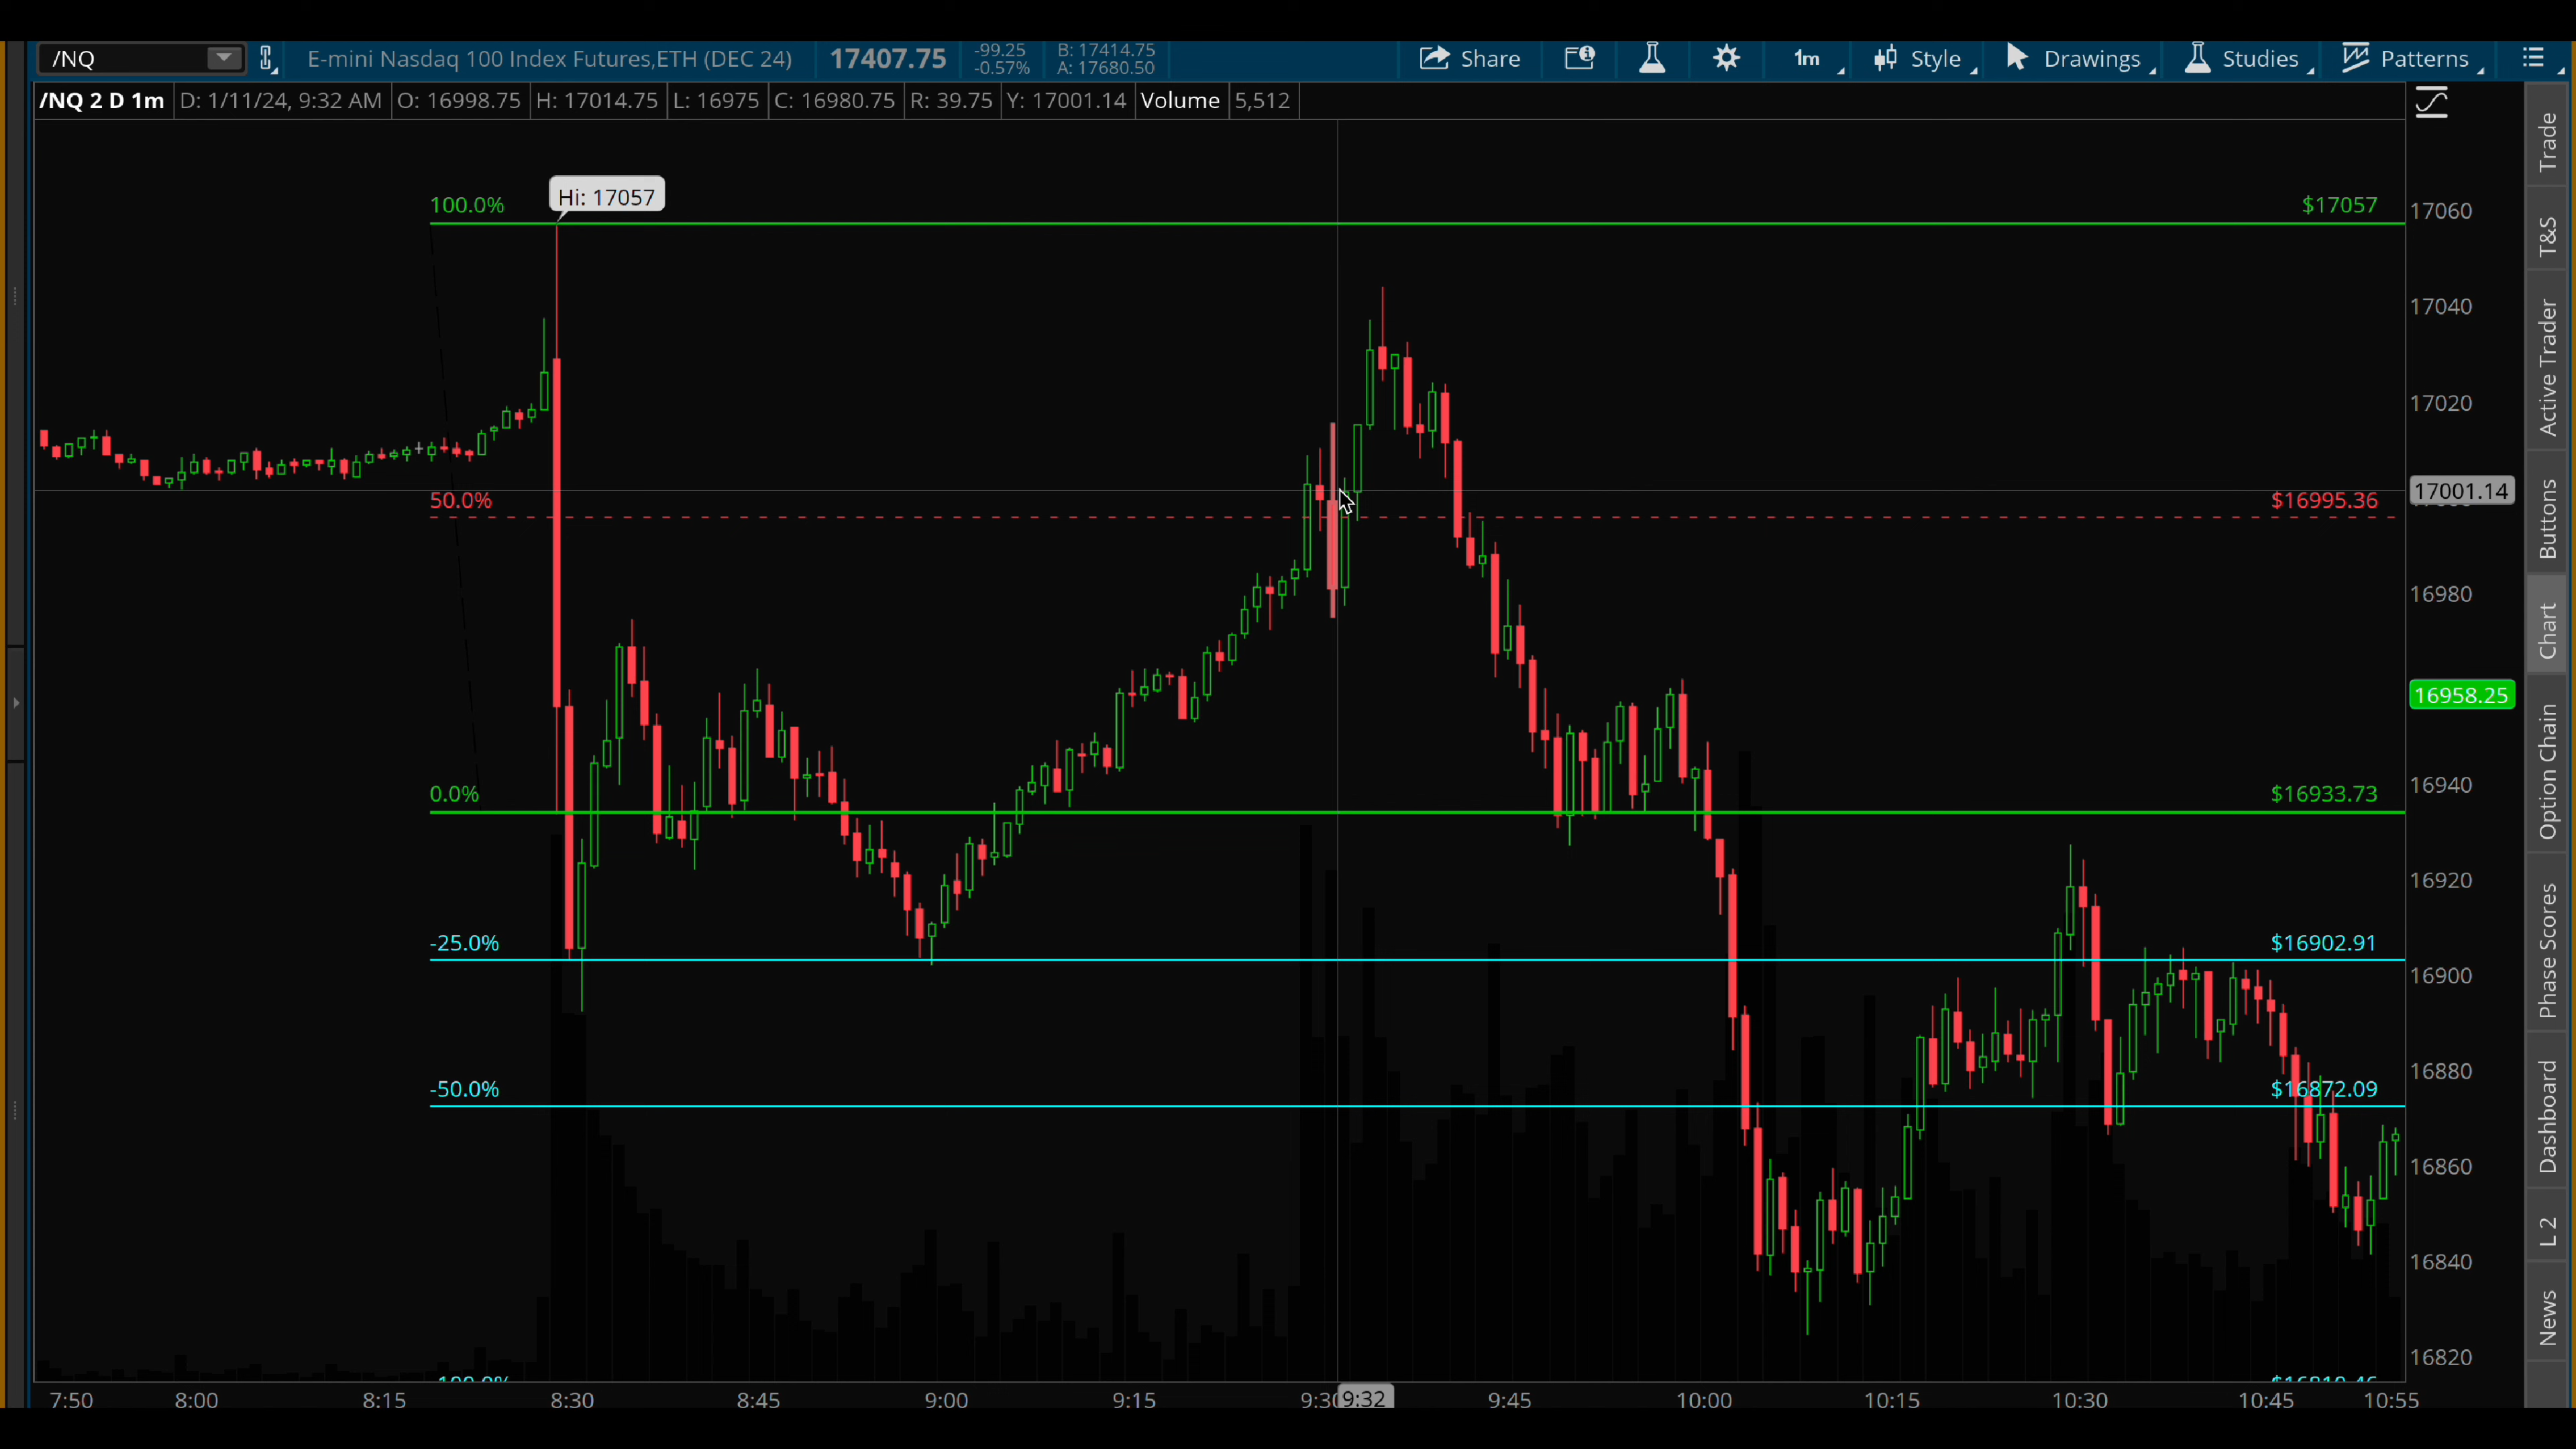 /NQ E-mini Nasdaq 100 Index Futures,ETH (DEC 24) 17407.75 -99.25 B: 17414.75 Share 1m Style Drawings Studies Patterns
-0.57% A: 17680.50
/NQ 2 D 1m D: 1/11/24, 9:32 AM O: 16998.75 H: 17014.75 L: 16975 C: 16980.75 R: 39.75 Y: 17001.14 Volume 5,512
Hi: 17057
100.0% $17057
17060
17040
17020
50.0% $16995.36
17001.14
16980
16958.25
0.0% $16933.73
16940
16920
-25.0% $16902.91
16900
-50.0% $16872.09
16880
16860
16840
16820
7:50 8:00 8:15 8:30 8:45 9:00 9:15 9:30 9:32 9:45 10:00 10:15 10:30 10:45 10:55
Trade
T&S
Active Trader
Buttons
Chart
Option Chain
Phase Scores
Dashboard
L 2
News